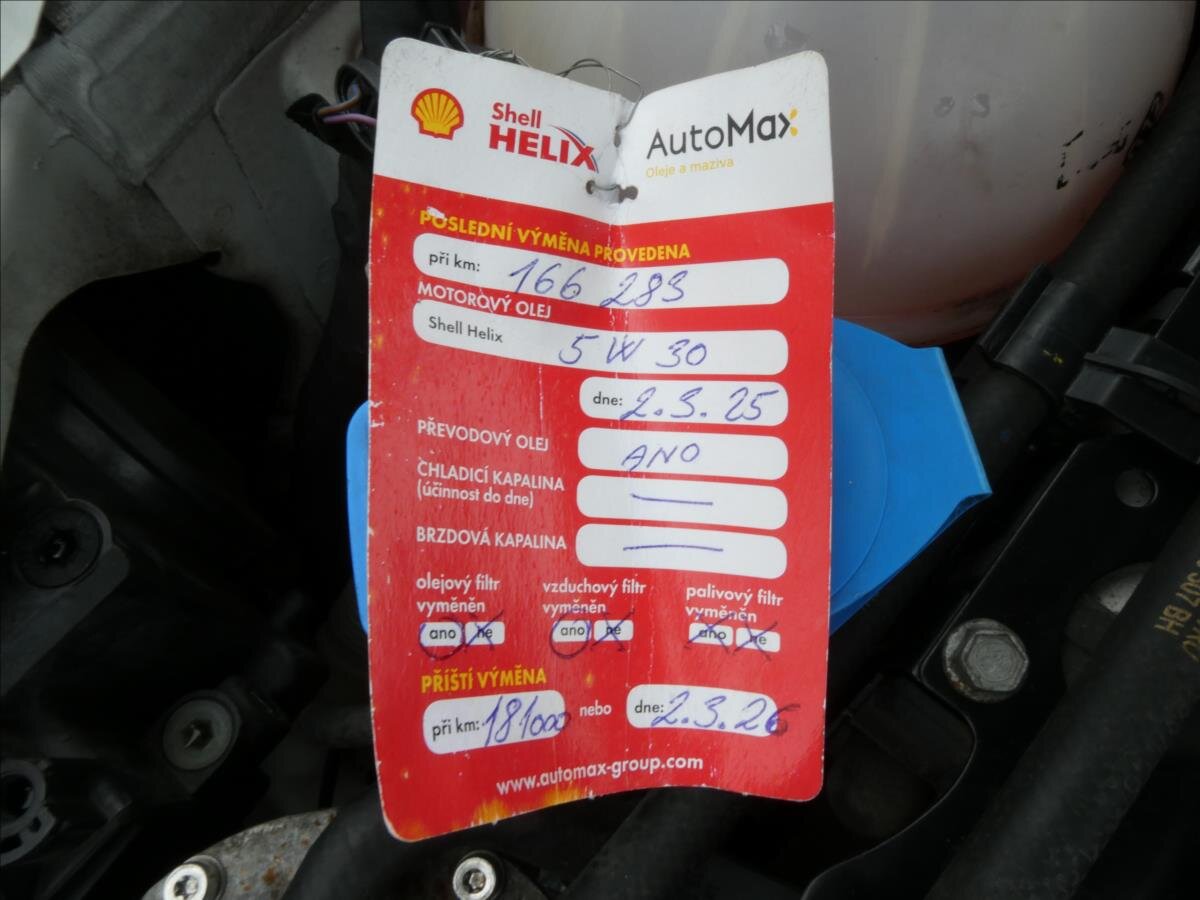 Shell
HELIX
AutoMax
Oleje a maziva
POSLEDNÍ VÝMĚNA PROVEDENA
při km: 166 283
MOTOROVÝ OLEJ
Shell Helix 5W30
dne: 2.3.25
PŘEVODOVÝ OLEJ ANO
CHLADICÍ KAPALINA
(účinnost do dne) —
BRZDOVÁ KAPALINA —
olejový filtr vyměněn ano ne
vzduchový filtr vyměněn ano ne
palivový filtr vyměněn ano ne
PŘÍŠTÍ VÝMĚNA
při km: 181000 nebo dne: 2.3.26
www.automax-group.com